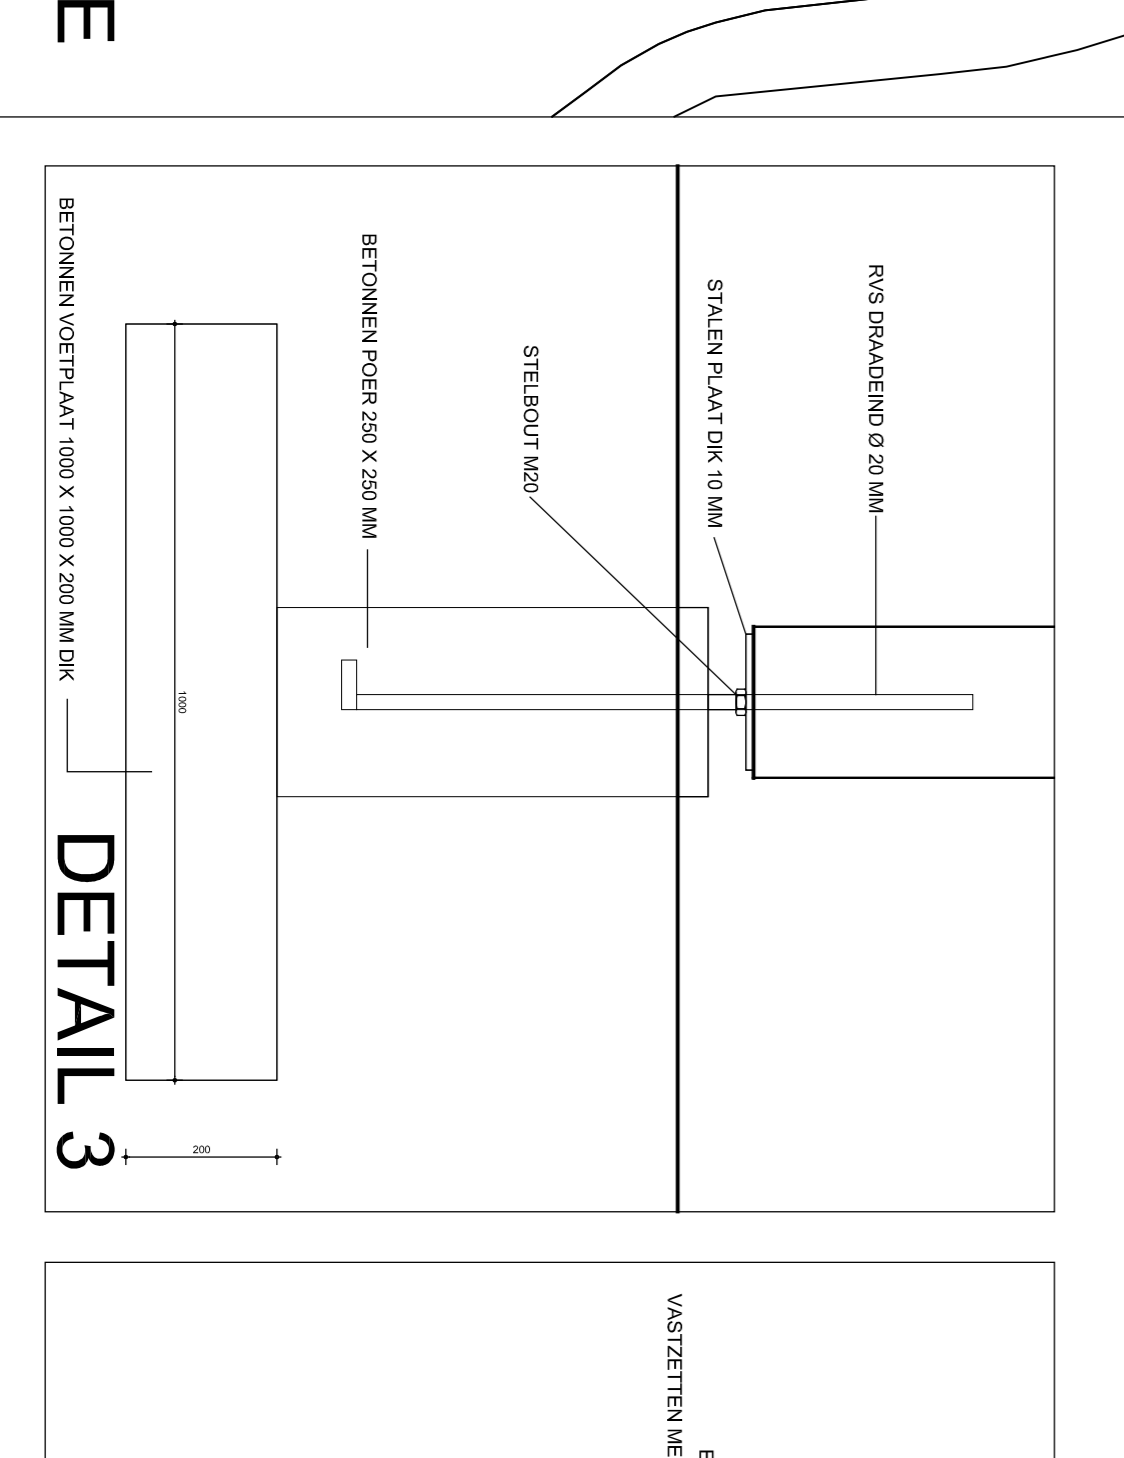 E
RVS DRAADEIND Ø 20 MM
STALEN PLAAT DIK 10 MM
STELBOUT M20
BETONNEN POER 250 X 250 MM
1000
200
BETONNEN VOETPLAAT 1000 X 1000 X 200 MM DIK
DETAIL 3
E
VASTZETTEN ME